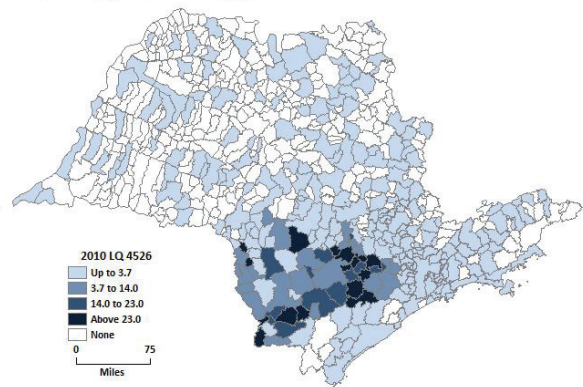 2010 LQ 4526
Up to 3.7
3.7 to 14.0
14.0 to 23.0
Above 23.0
None
0 75
Miles